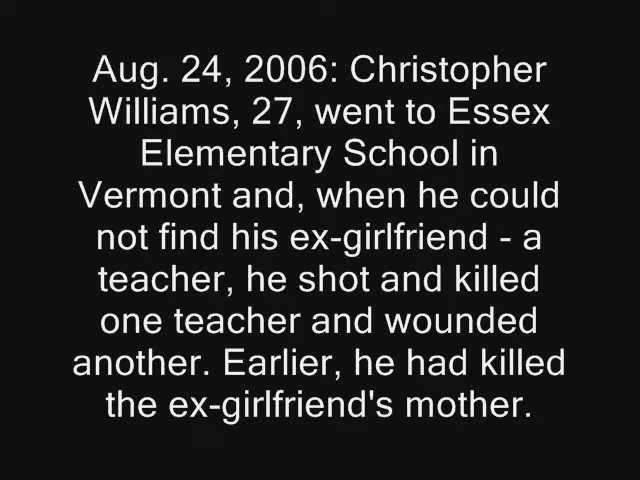 Aug. 24, 2006: Christopher
Williams, 27, went to Essex
Elementary School in
Vermont and, when he could
not find his ex-girlfriend - a
teacher, he shot and killed
one teacher and wounded
another. Earlier, he had killed
the ex-girlfriend's mother.